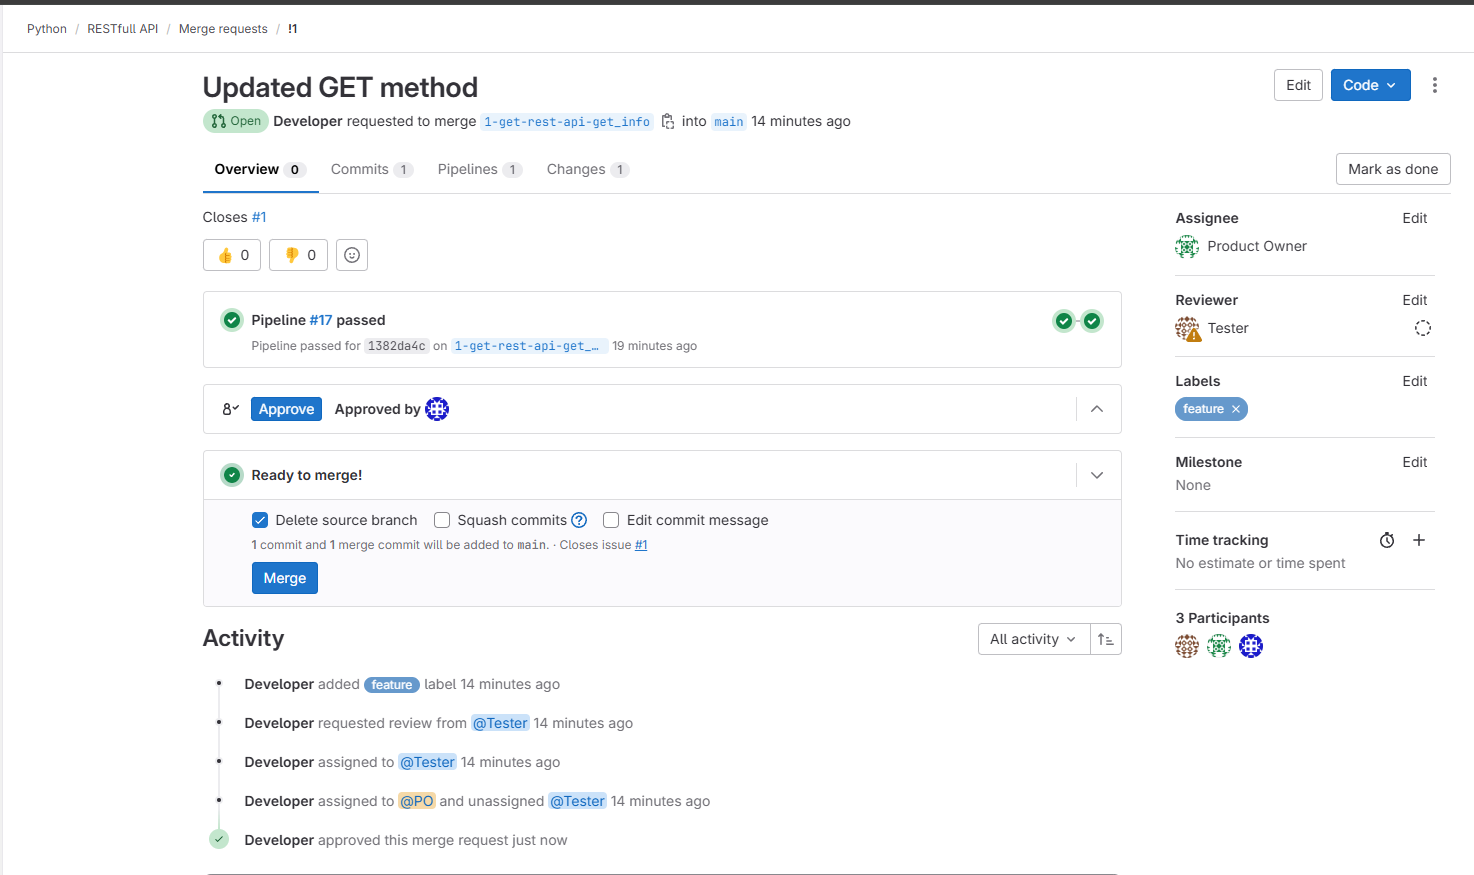 Python / RESTfull API / Merge requests / !1
Updated GET method
Edit
Code
Open Developer requested to merge 1-get-rest-api-get_info into main 14 minutes ago
Overview 0 Commits 1 Pipelines 1 Changes 1
Mark as done
Closes #1
👍 0 👎 0
Pipeline #17 passed
Pipeline passed for 1382da4c on 1-get-rest-api-get_… 19 minutes ago
Approve Approved by
Ready to merge!
Delete source branch Squash commits ? Edit commit message
1 commit and 1 merge commit will be added to main. · Closes issue #1
Merge
Activity
All activity
Developer added feature label 14 minutes ago
Developer requested review from @Tester 14 minutes ago
Developer assigned to @Tester 14 minutes ago
Developer assigned to @PO and unassigned @Tester 14 minutes ago
Developer approved this merge request just now
Assignee Edit
Product Owner
Reviewer Edit
Tester
Labels Edit
feature ×
Milestone Edit
None
Time tracking +
No estimate or time spent
3 Participants